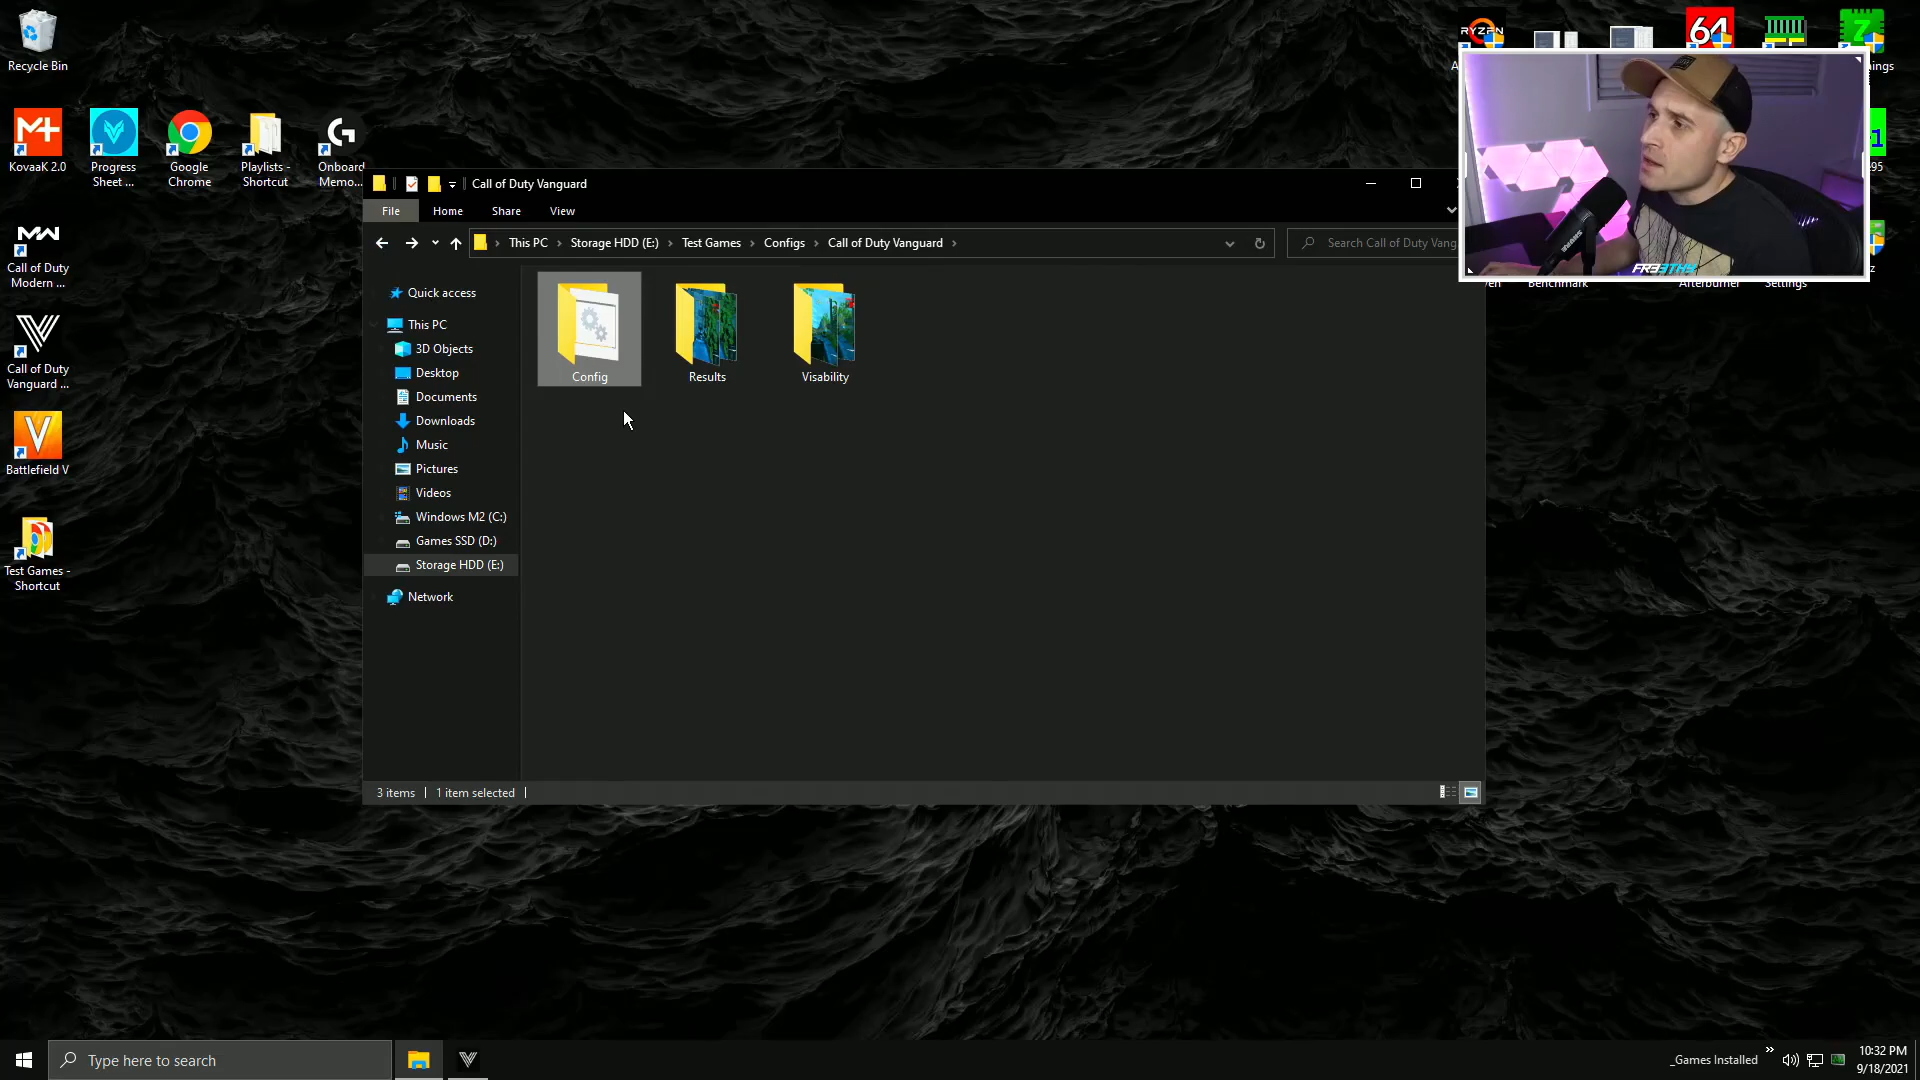 Recycle Bin
RYZEN
64
Z
KovaaK 2.0
Progress
Sheet ...
Google
Chrome
Playlists -
Shortcut
Onboard
Memo...
Call of Duty
Modern ...
Call of Duty
Vanguard ...
Battlefield V
Test Games -
Shortcut
Call of Duty Vanguard
File
Home
Share
View
This PC
Storage HDD (E:)
Test Games
Configs
Call of Duty Vanguard
Search Call of Duty Vang
Quick access
This PC
3D Objects
Desktop
Documents
Downloads
Music
Pictures
Videos
Windows M2 (C:)
Games SSD (D:)
Storage HDD (E:)
Network
Config
Results
Visability
3 items
1 item selected
FR33THY
Benchmark
Afterburner
Settings
Type here to search
_Games Installed
10:32 PM
9/18/2021